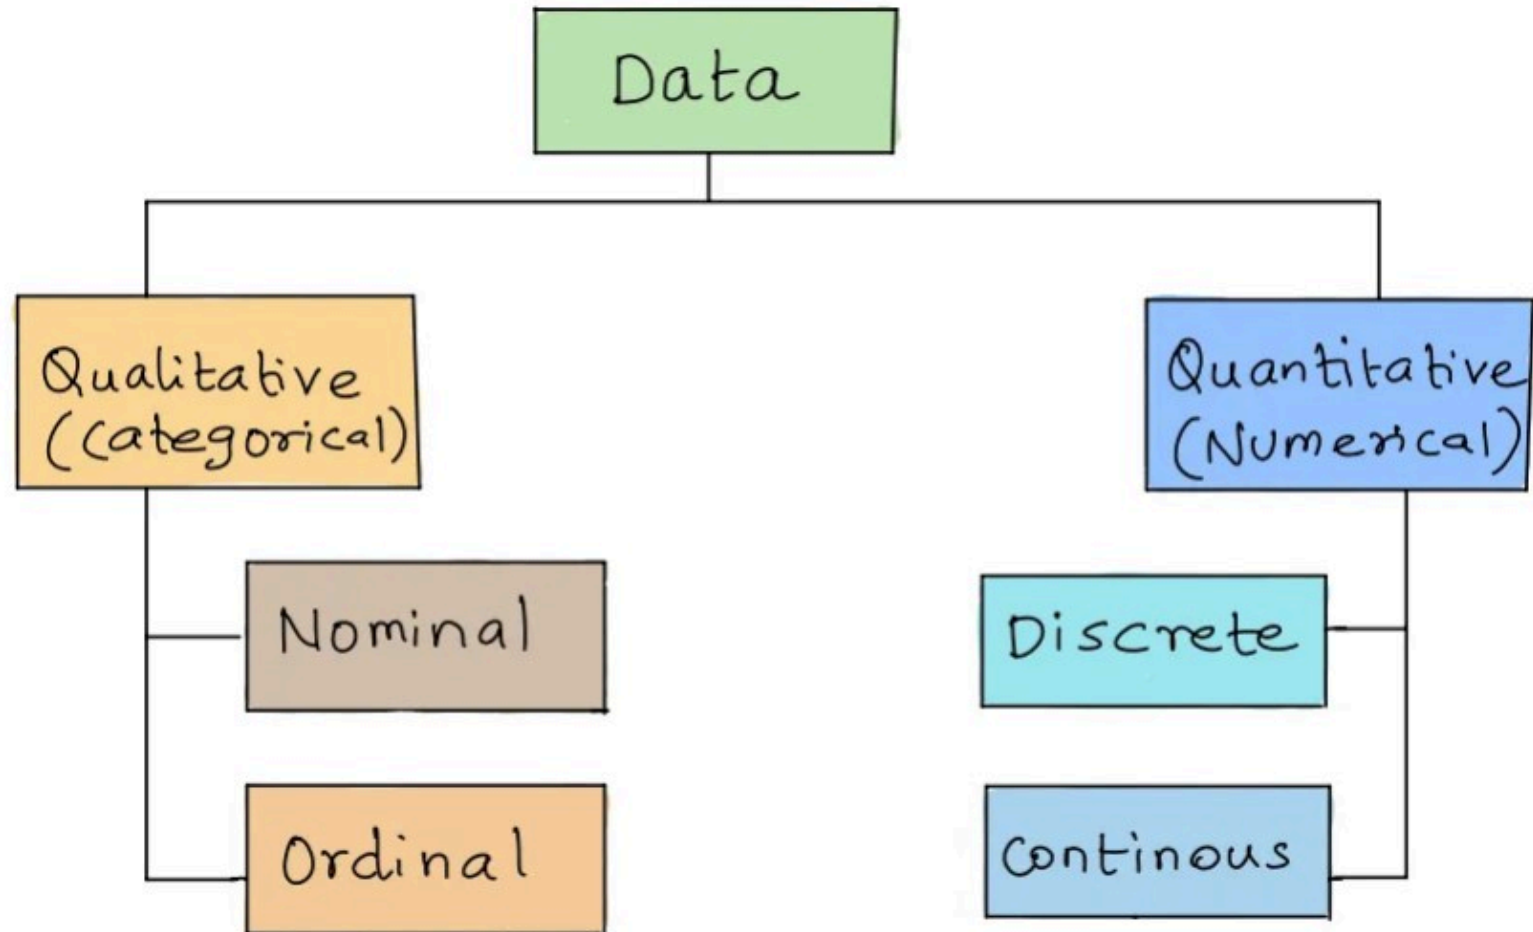 Data
Qualitative
(Categorical)
Quantitative
(Numerical)
Nominal
Discrete
Ordinal
Continous